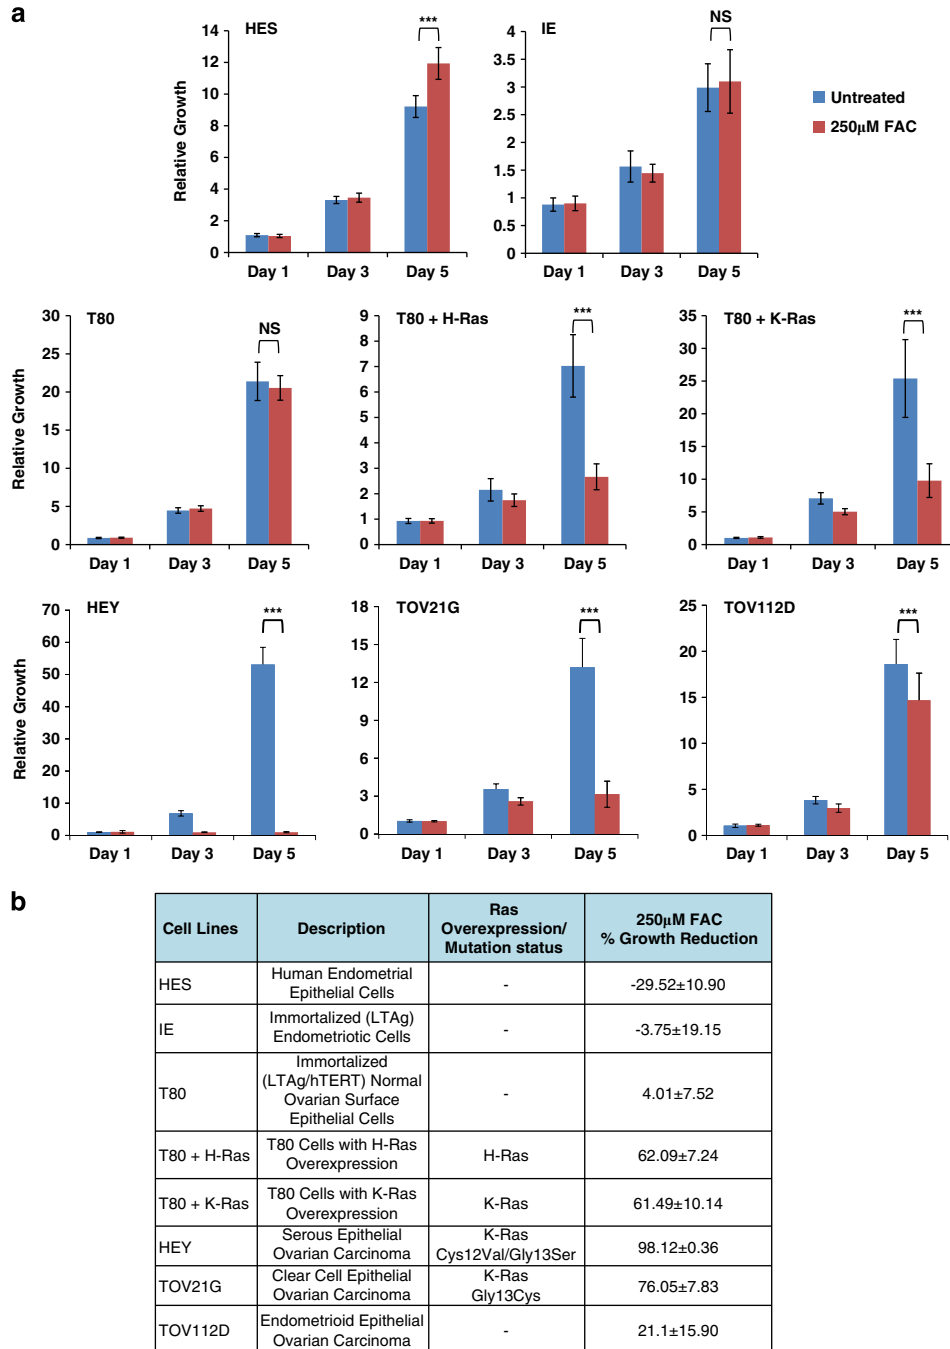 a
HES
***
14
12
10
8
6
4
2
0
Relative Growth
Day 1 Day 3 Day 5
IE
NS
4
3.5
3
2.5
2
1.5
1
0.5
0
Day 1 Day 3 Day 5
Untreated
250μM FAC
T80
NS
30
25
20
15
10
5
0
Relative Growth
Day 1 Day 3 Day 5
T80 + H-Ras
***
9
8
7
6
5
4
3
2
1
0
Day 1 Day 3 Day 5
T80 + K-Ras
***
35
30
25
20
15
10
5
0
Day 1 Day 3 Day 5
HEY
***
70
60
50
40
30
20
10
0
Relative Growth
Day 1 Day 3 Day 5
TOV21G
***
18
15
12
9
6
3
0
Day 1 Day 3 Day 5
TOV112D
***
25
20
15
10
5
0
Day 1 Day 3 Day 5
b
Cell Lines
Description
Ras
Overexpression/
Mutation status
250μM FAC
% Growth Reduction
HES
Human Endometrial
Epithelial Cells
-
-29.52±10.90
IE
Immortalized (LTAg)
Endometriotic Cells
-
-3.75±19.15
T80
Immortalized
(LTAg/hTERT) Normal
Ovarian Surface
Epithelial Cells
-
4.01±7.52
T80 + H-Ras
T80 Cells with H-Ras
Overexpression
H-Ras
62.09±7.24
T80 + K-Ras
T80 Cells with K-Ras
Overexpression
K-Ras
61.49±10.14
HEY
Serous Epithelial
Ovarian Carcinoma
K-Ras
Cys12Val/Gly13Ser
98.12±0.36
TOV21G
Clear Cell Epithelial
Ovarian Carcinoma
K-Ras
Gly13Cys
76.05±7.83
TOV112D
Endometrioid Epithelial
Ovarian Carcinoma
-
21.1±15.90